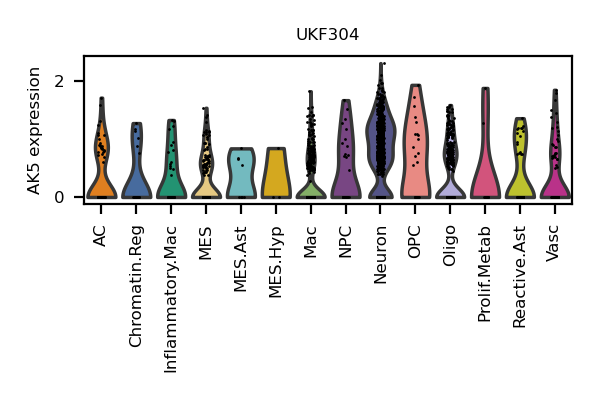 UKF304
AK5 expression
2
0
AC
Chromatin.Reg
Inflammatory.Mac
MES
MES.Ast
MES.Hyp
Mac
NPC
Neuron
OPC
Oligo
Prolif.Metab
Reactive.Ast
Vasc